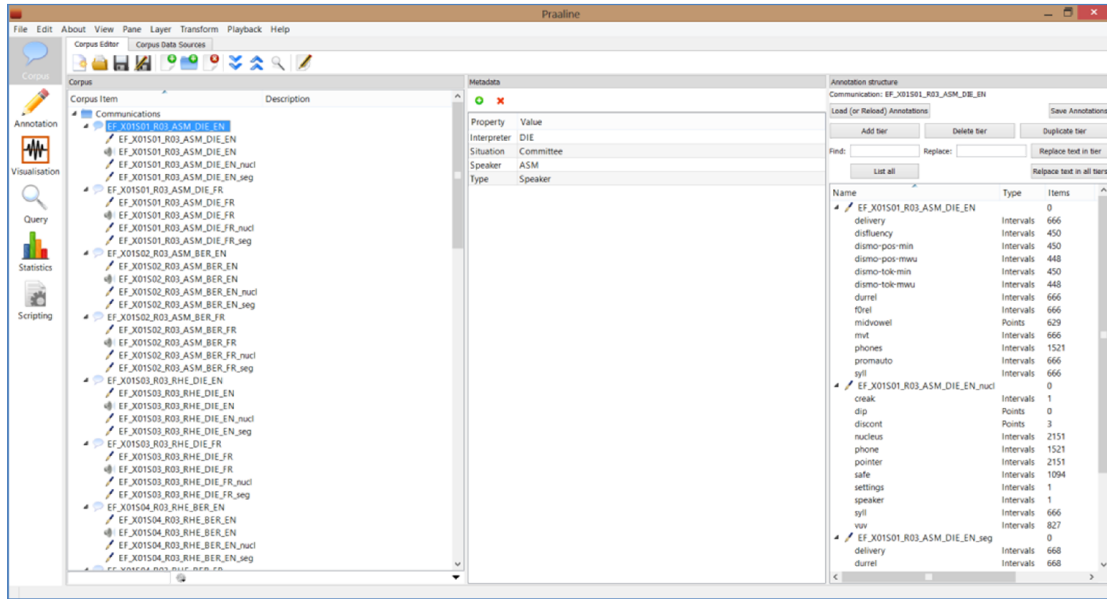 Praaline
File Edit About View Pane Layer Transform Playback Help
Corpus Editor Corpus Data Sources
Corpus
Annotation
Visualisation
Query
Statistics
Scripting
Corpus
Corpus Item Description
Communications
EF_X01S01_R03_ASM_DIE_EN
EF_X01S01_R03_ASM_DIE_EN
EF_X01S01_R03_ASM_DIE_EN
EF_X01S01_R03_ASM_DIE_EN_nucl
EF_X01S01_R03_ASM_DIE_EN_seg
EF_X01S01_R03_ASM_DIE_FR
EF_X01S01_R03_ASM_DIE_FR
EF_X01S01_R03_ASM_DIE_FR
EF_X01S01_R03_ASM_DIE_FR_nucl
EF_X01S01_R03_ASM_DIE_FR_seg
EF_X01S02_R03_ASM_BER_EN
EF_X01S02_R03_ASM_BER_EN
EF_X01S02_R03_ASM_BER_EN
EF_X01S02_R03_ASM_BER_EN_nucl
EF_X01S02_R03_ASM_BER_EN_seg
EF_X01S02_R03_ASM_BER_FR
EF_X01S02_R03_ASM_BER_FR
EF_X01S02_R03_ASM_BER_FR
EF_X01S02_R03_ASM_BER_FR_nucl
EF_X01S02_R03_ASM_BER_FR_seg
EF_X01S03_R03_RHE_DIE_EN
EF_X01S03_R03_RHE_DIE_EN
EF_X01S03_R03_RHE_DIE_EN
EF_X01S03_R03_RHE_DIE_EN_nucl
EF_X01S03_R03_RHE_DIE_EN_seg
EF_X01S03_R03_RHE_DIE_FR
EF_X01S03_R03_RHE_DIE_FR
EF_X01S03_R03_RHE_DIE_FR
EF_X01S03_R03_RHE_DIE_FR_nucl
EF_X01S03_R03_RHE_DIE_FR_seg
EF_X01S04_R03_RHE_BER_EN
EF_X01S04_R03_RHE_BER_EN
EF_X01S04_R03_RHE_BER_EN
EF_X01S04_R03_RHE_BER_EN_nucl
EF_X01S04_R03_RHE_BER_EN_seg
EF_X01S04_R03_RHE_BER_FR
Metadata
Property Value
Interpreter DIE
Situation Committee
Speaker ASM
Type Speaker
Annotation structure
Communication: EF_X01S01_R03_ASM_DIE_EN
Load (or Reload) Annotations Save Annotations
Add tier Delete tier Duplicate tier
Find: Replace: Replace text in tier
List all Relpace text in all tiers
Name Type Items
EF_X01S01_R03_ASM_DIE_EN 0
delivery Intervals 666
disfluency Intervals 450
dismo-pos-min Intervals 450
dismo-pos-mwu Intervals 448
dismo-tok-min Intervals 450
dismo-tok-mwu Intervals 448
durrel Intervals 666
f0rel Intervals 666
midvowel Points 629
mvt Intervals 666
phones Intervals 1521
promauto Intervals 666
syll Intervals 666
EF_X01S01_R03_ASM_DIE_EN_nucl 0
creak Intervals 1
dip Points 0
discont Points 3
nucleus Intervals 2151
phone Intervals 1521
pointer Intervals 2151
safe Intervals 1094
settings Intervals 1
speaker Intervals 1
syll Intervals 666
vuv Intervals 827
EF_X01S01_R03_ASM_DIE_EN_seg 0
delivery Intervals 668
durrel Intervals 668